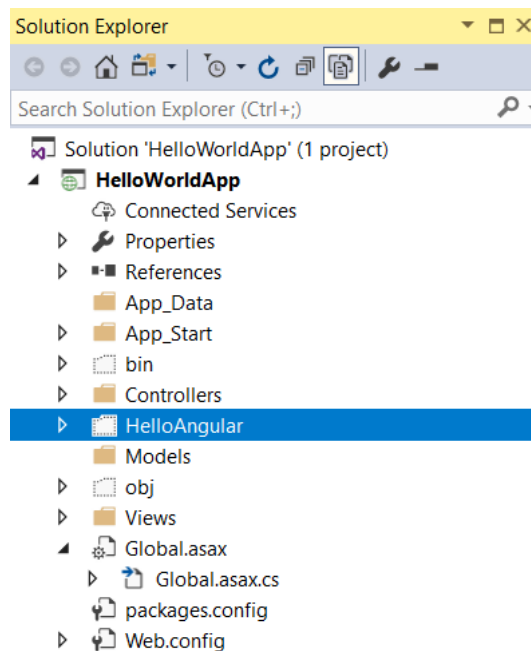 Solution Explorer
Search Solution Explorer (Ctrl+;)
Solution 'HelloWorldApp' (1 project)
HelloWorldApp
Connected Services
Properties
References
App_Data
App_Start
bin
Controllers
HelloAngular
Models
obj
Views
Global.asax
Global.asax.cs
packages.config
Web.config